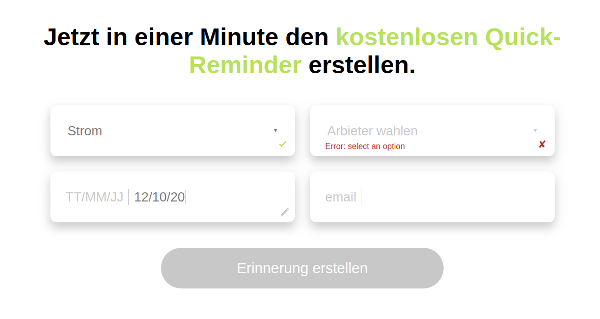 Jetzt in einer Minute den kostenlosen Quick-
Reminder erstellen.
Strom
Arbieter wahlen
Error: select an option
TT/MM/JJ 12/10/20
email
Erinnerung erstellen